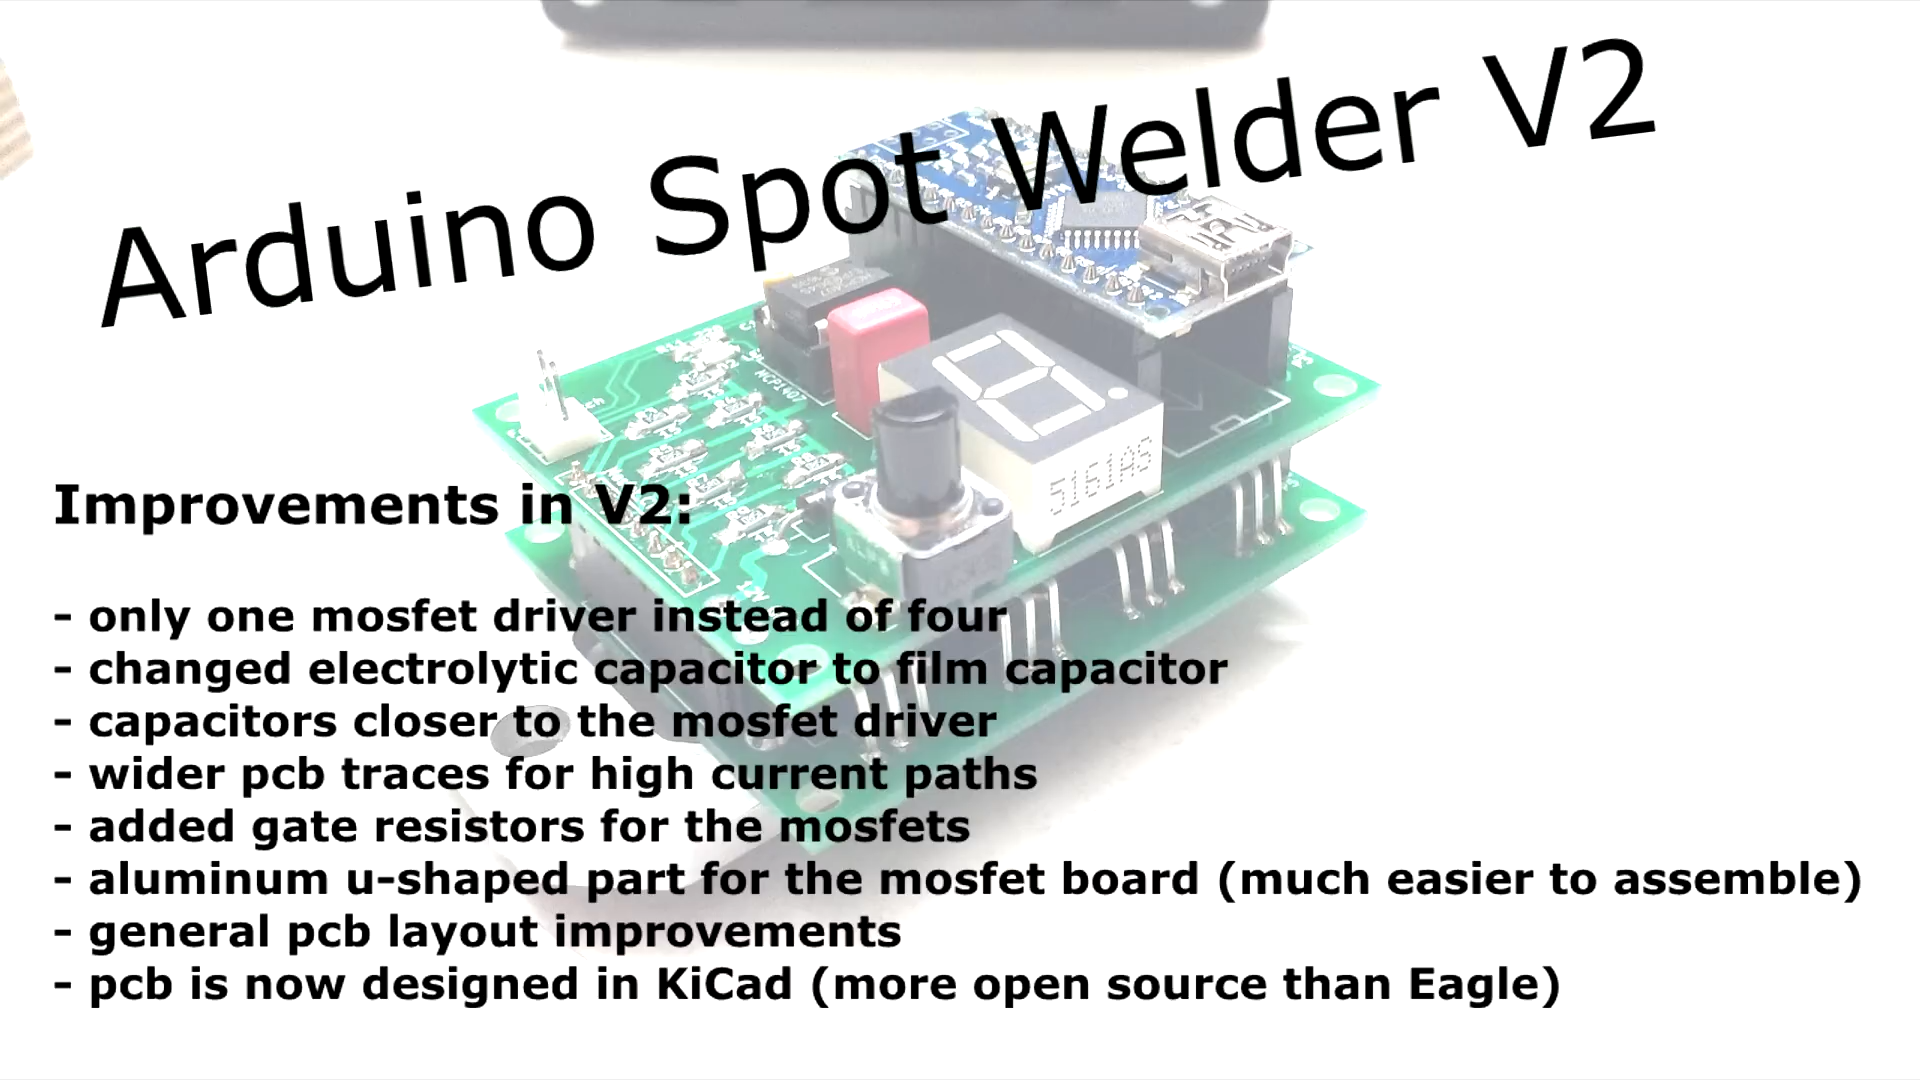 Arduino Spot Welder V2
MCP1407
5161AS
Improvements in V2:
12V
- only one mosfet driver instead of four
- changed electrolytic capacitor to film capacitor
- capacitors closer to the mosfet driver
- wider pcb traces for high current paths
- added gate resistors for the mosfets
- aluminum u-shaped part for the mosfet board (much easier to assemble)
- general pcb layout improvements
- pcb is now designed in KiCad (more open source than Eagle)